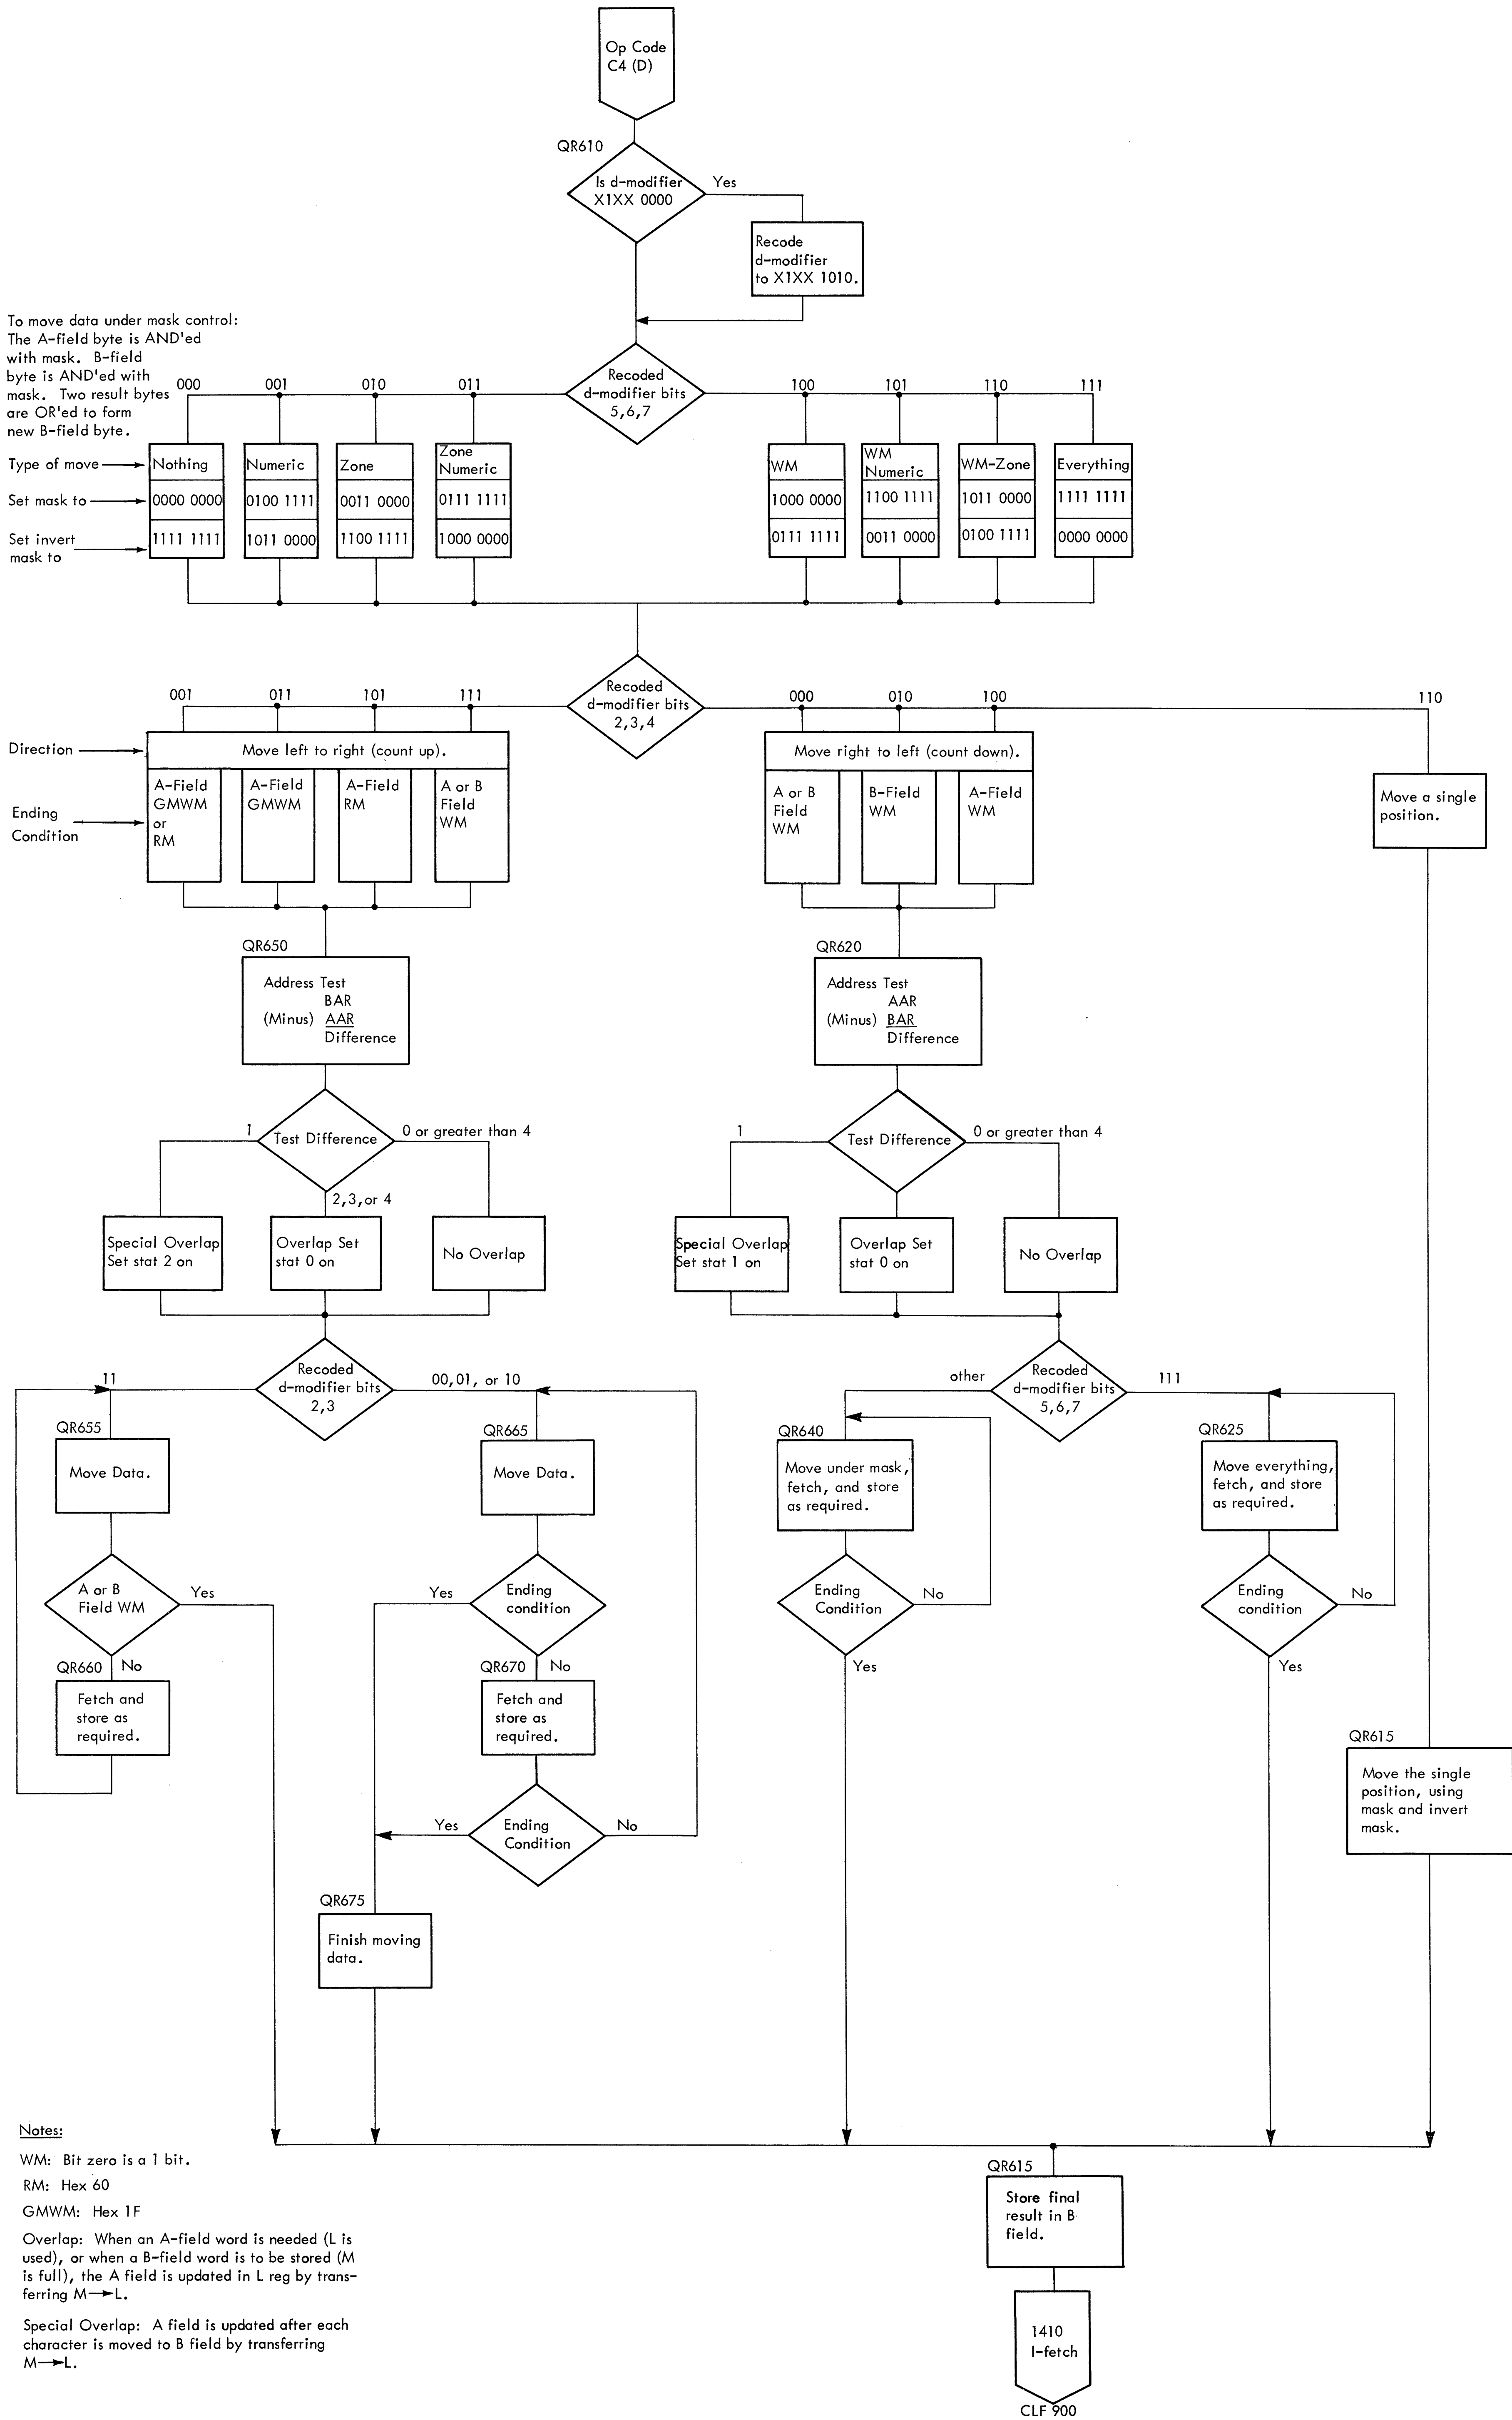 Op Code
C4 (D)
QR610
Is d-modifier
X1XX 0000
Yes
Recode
d-modifier
to X1XX 1010.
To move data under mask control:
The A-field byte is AND'ed
with mask. B-field
byte is AND'ed with
mask. Two result bytes
are OR'ed to form
new B-field byte.
000
001
010
011
Recoded
d-modifier bits
5,6,7
100
101
110
111
Type of move
Nothing
Numeric
Zone
Zone
Numeric
WM
WM
Numeric
WM-Zone
Everything
Set mask to
0000 0000
0100 1111
0011 0000
0111 1111
1000 0000
1100 1111
1011 0000
1111 1111
Set invert
mask to
1111 1111
1011 0000
1100 1111
1000 0000
0111 1111
0011 0000
0100 1111
0000 0000
001
011
101
111
Recoded
d-modifier bits
2,3,4
000
010
100
110
Direction
Move left to right (count up).
Move right to left (count down).
Ending
Condition
A-Field
GMWM
or
RM
A-Field
GMWM
A-Field
RM
A or B
Field
WM
A or B
Field
WM
B-Field
WM
A-Field
WM
Move a single
position.
QR650
Address Test
BAR
(Minus) AAR
Difference
QR620
Address Test
AAR
(Minus) BAR
Difference
1
Test Difference
0 or greater than 4
2,3,or 4
1
Test Difference
0 or greater than 4
Special Overlap
Set stat 2 on
Overlap Set
stat 0 on
No Overlap
Special Overlap
Set stat 1 on
Overlap Set
stat 0 on
No Overlap
11
Recoded
d-modifier bits
2,3
00,01, or 10
other
Recoded
d-modifier bits
5,6,7
111
QR655
Move Data.
QR665
Move Data.
QR640
Move under mask,
fetch, and store
as required.
QR625
Move everything,
fetch, and store
as required.
A or B
Field WM
Yes
No
Yes
Ending
condition
No
Ending
Condition
No
Yes
Ending
condition
No
Yes
QR660
Fetch and
store as
required.
QR670
Fetch and
store as
required.
QR615
Move the single
position, using
mask and invert
mask.
Yes
Ending
Condition
No
QR675
Finish moving
data.
Notes:
WM: Bit zero is a 1 bit.
RM: Hex 60
GMWM: Hex 1F
Overlap: When an A-field word is needed (L is
used), or when a B-field word is to be stored (M
is full), the A field is updated in L reg by trans-
ferring M→L.
Special Overlap: A field is updated after each
character is moved to B field by transferring
M→L.
QR615
Store final
result in B
field.
1410
I-fetch
CLF 900